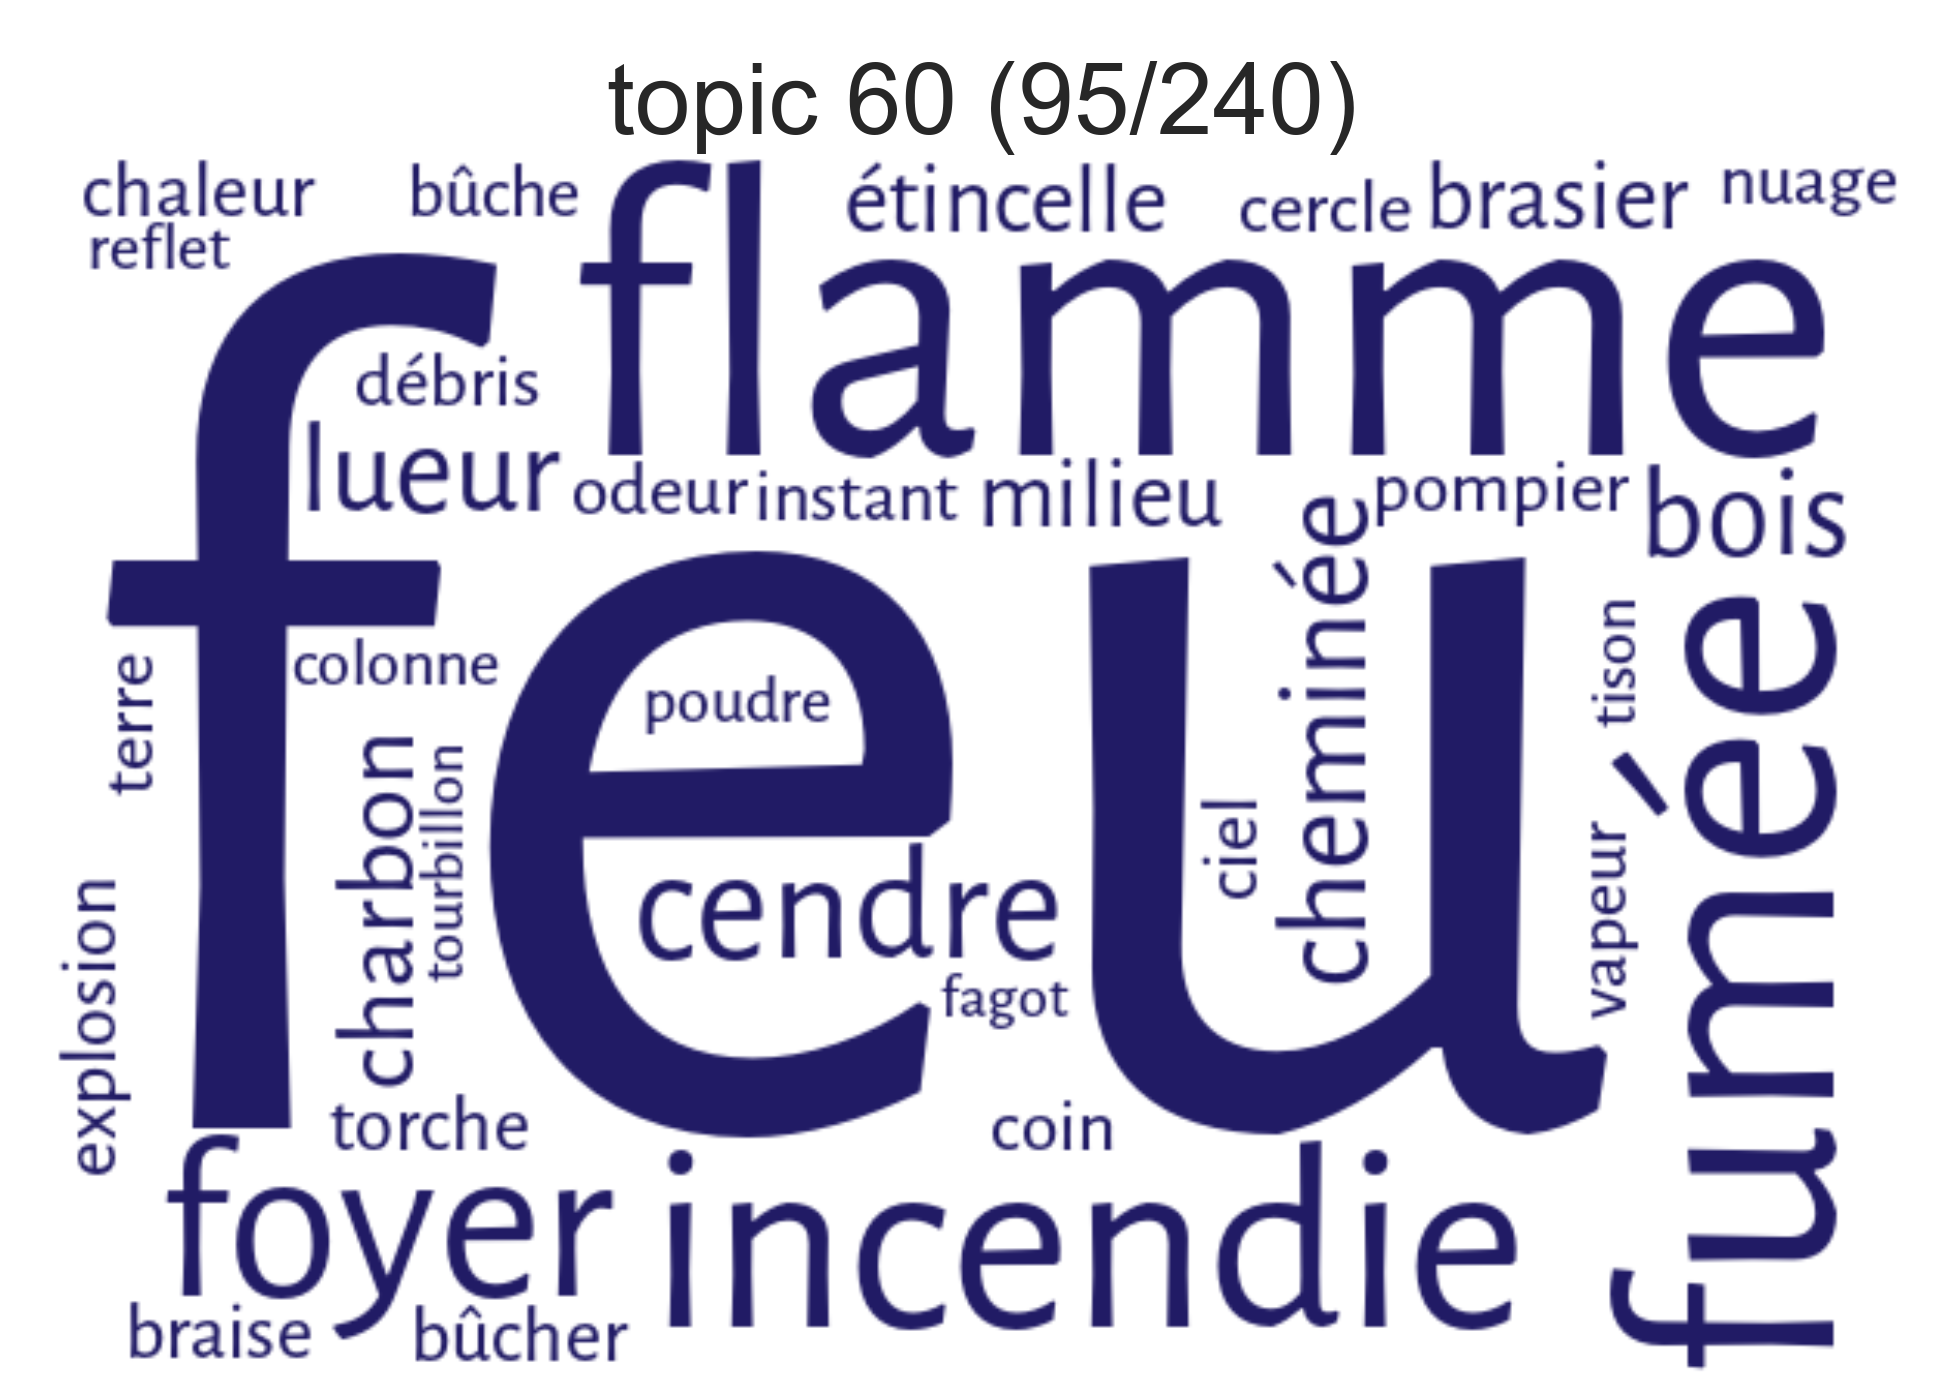 topic 60 (95/240)
chaleur
bûche
flamme
étincelle
cercle
brasier
nuage
reflet
feu
débris
lueur
odeur
instant
milieu
pompier
bois
cheminée
fumée
terre
colonne
poudre
tison
charbon
tourbillon
ciel
vapeur
explosion
cendre
fagot
torche
coin
foyer
incendie
braise
bûcher